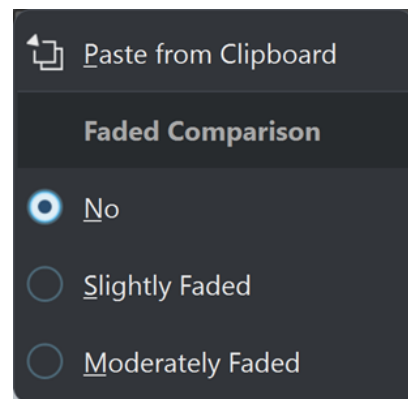 Paste from Clipboard
Faded Comparison
No
Slightly Faded
Moderately Faded